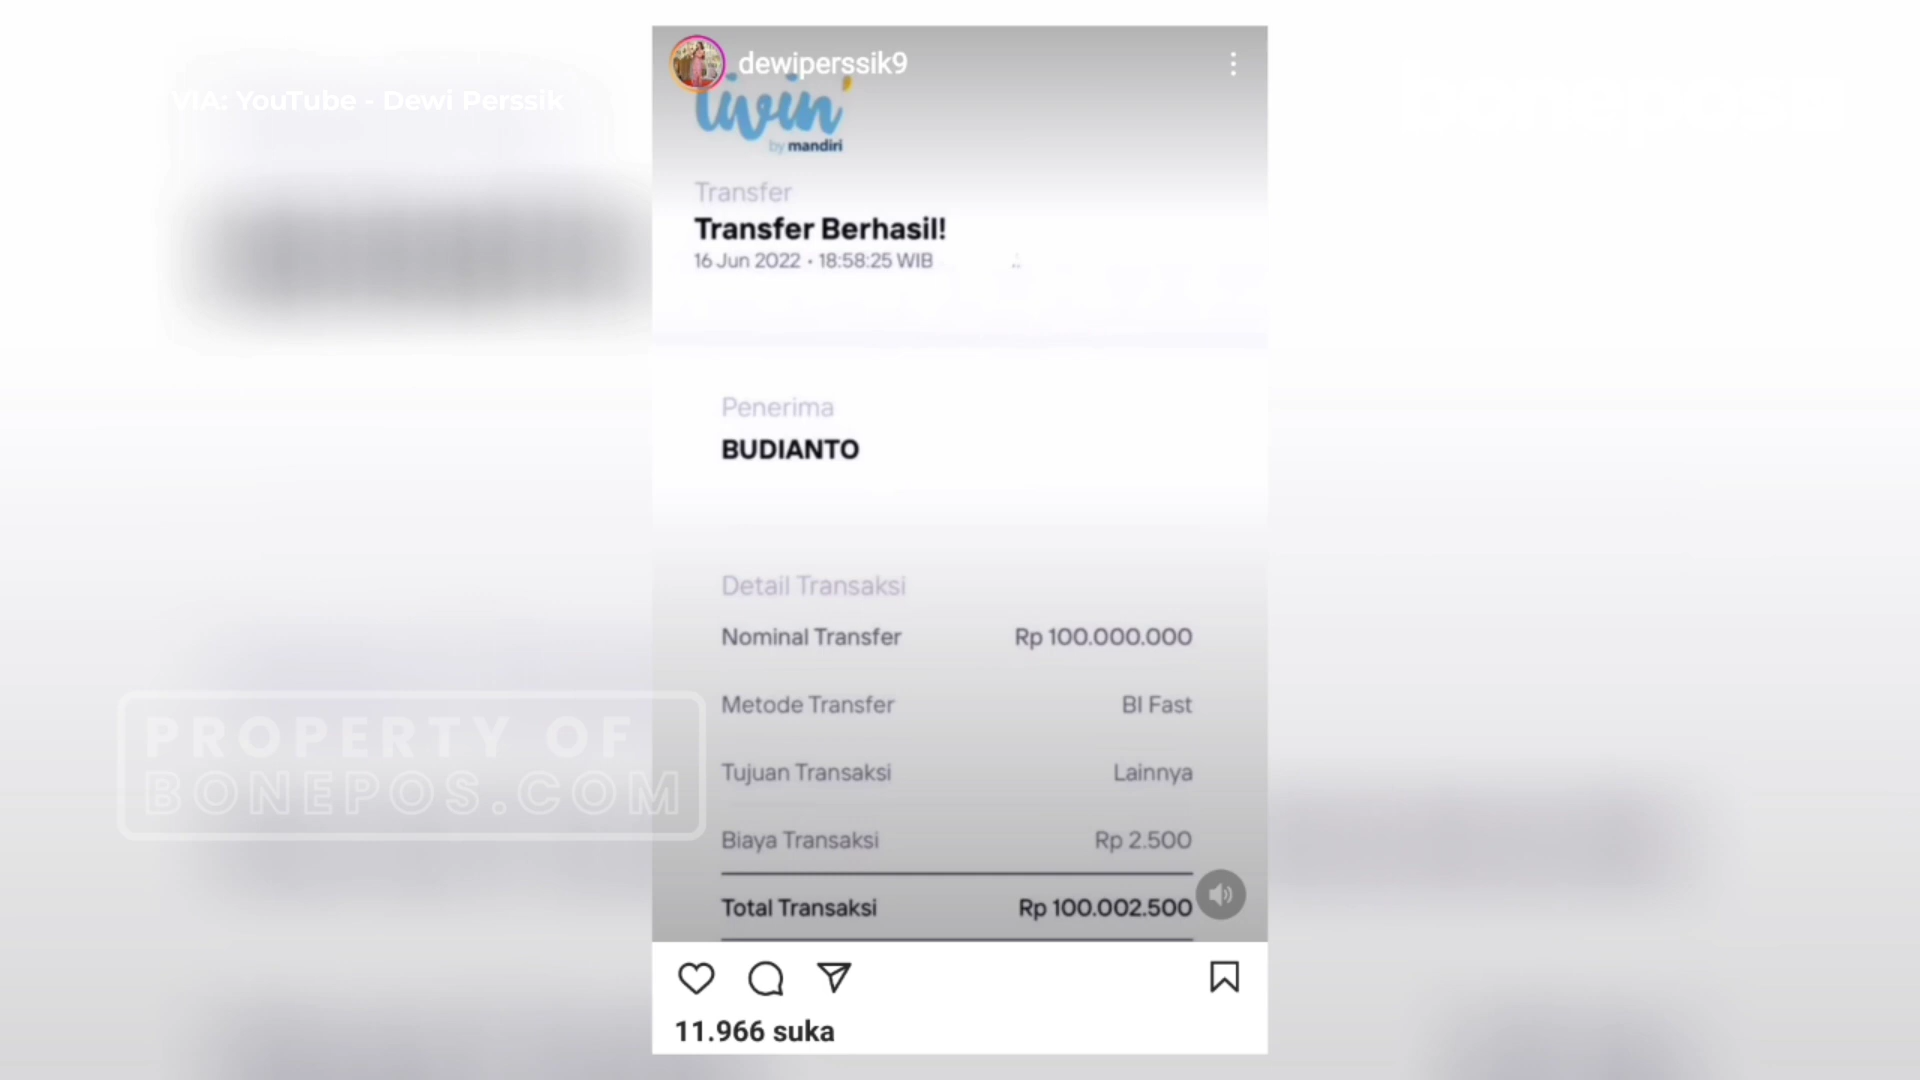 VIA: YouTube - Dewi Perssik
dewiperssik9
livin'
by mandiri
Transfer
Transfer Berhasil!
16 Jun 2022 • 18:58:25 WIB
Penerima
BUDIANTO
Detail Transaksi
Nominal Transfer Rp 100.000.000
Metode Transfer BI Fast
Tujuan Transaksi Lainnya
Biaya Transaksi Rp 2.500
Total Transaksi Rp 100.002.500
PROPERTY OF
BONEPOS.COM
11.966 suka